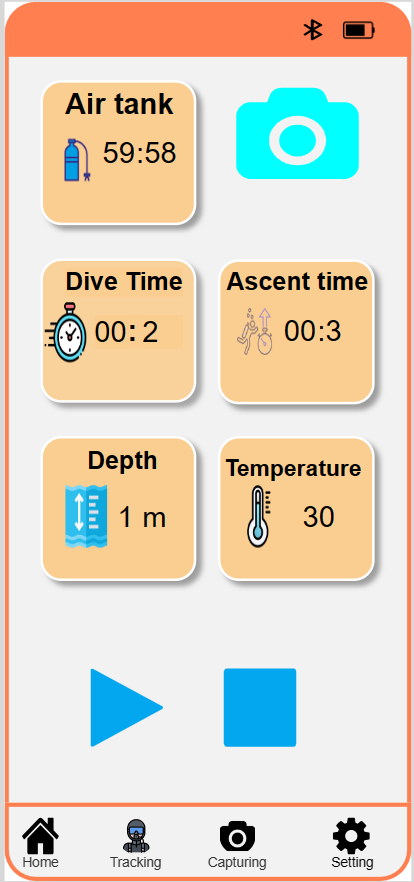 Air tank
59:58
Dive Time
00: 2
Ascent time
00:3
Depth
1 m
Temperature
30
Home
Tracking
Capturing
Setting